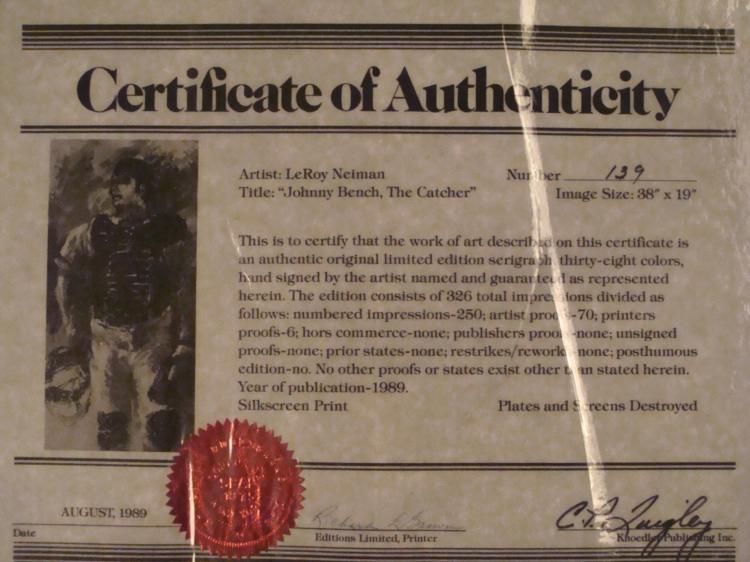 Certificate of Authenticity
Artist: LeRoy Neiman Number 139
Title: "Johnny Bench, The Catcher" Image Size: 38" x 19"
This is to certify that the work of art described on this certificate is
an authentic original limited edition serigraph, thirty-eight colors,
hand signed by the artist named and guaranteed as represented
herein. The edition consists of 326 total impressions divided as
follows: numbered impressions-250; artist proofs-70; printers
proofs-6; hors commerce-none; publishers proofs-none; unsigned
proofs-none; prior states-none; restrikes/reworks-none; posthumous
edition-no. No other proofs or states exist other than stated herein.
Year of publication-1989.
Silkscreen Print Plates and Screens Destroyed
AUGUST, 1989 Richard L Brown C.P. Quigley
Date Editions Limited, Printer Knoedler Publishing Inc.